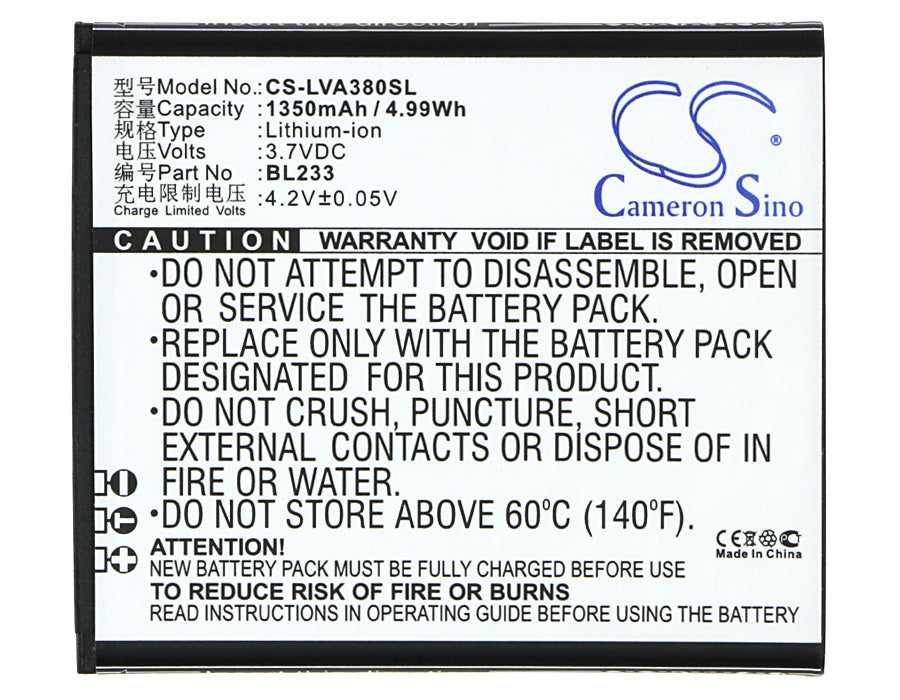 型号Model No.: CS-LVA380SL
容量Capacity :1350mAh / 4.99Wh
规格Type :Lithium-ion
电压Volts :3.7VDC
编号Part No :BL233
充电限制电压 :4.2V±0.05V
Charge Limited Volts
CS®
Cameron Sino
CAUTION WARRANTY VOID IF LABEL IS REMOVED
•DO NOT ATTEMPT TO DISASSEMBLE, OPEN
OR SERVICE THE BATTERY PACK.
•REPLACE ONLY WITH THE BATTERY PACK
DESIGNATED FOR THIS PRODUCT.
•DO NOT CRUSH, PUNCTURE, SHORT
EXTERNAL CONTACTS OR DISPOSE OF IN
FIRE OR WATER.
•DO NOT STORE ABOVE 60°C (140°F).
CE
Made In China
ATTENTION!
NEW BATTERY PACK MUST BE FULLY CHARGED BEFORE USE
TO REDUCE RISK OF FIRE OR BURNS
READ INSTRUCTIONS IN OPERATING GUIDE BEFORE USING THE BATTERY